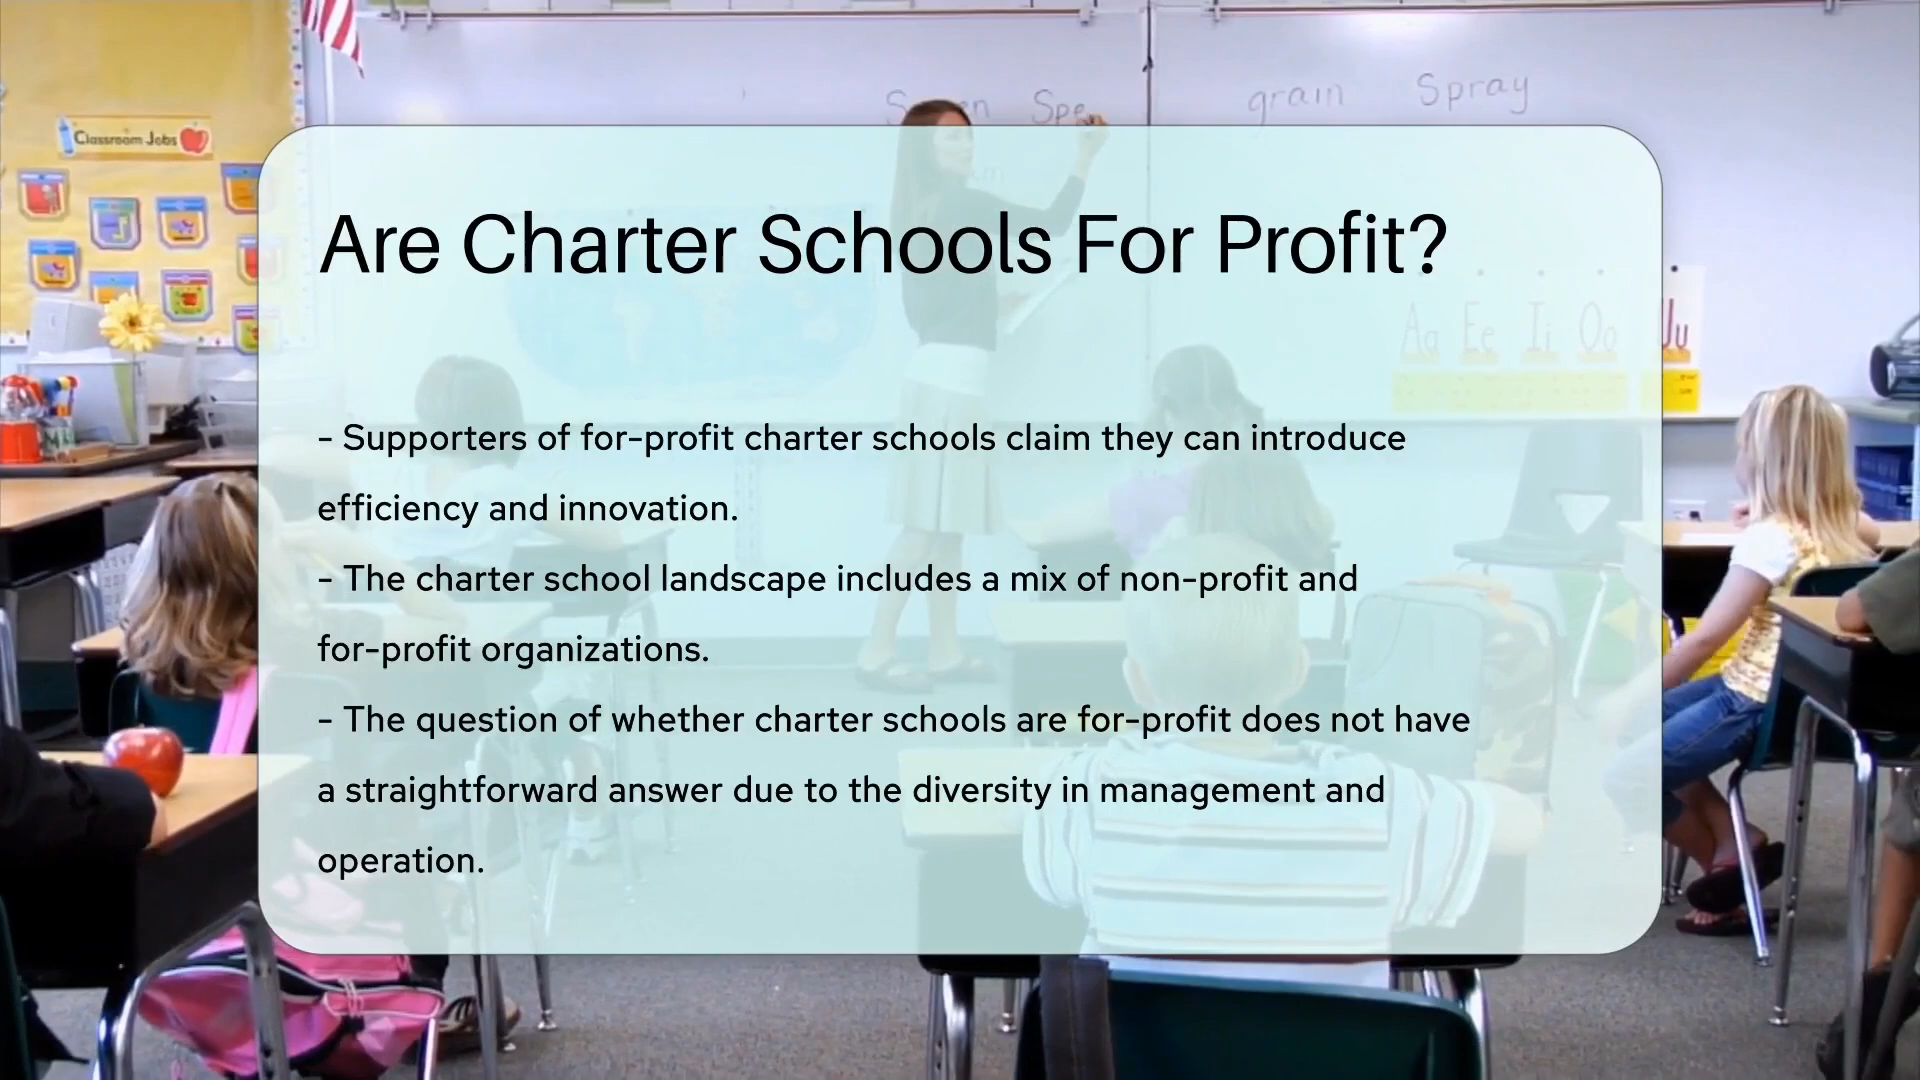 Classroom Jobs
Spe
grain Spray
Are Charter Schools For Profit?
Aa Ee Ii Oo Uu
- Supporters of for-profit charter schools claim they can introduce
efficiency and innovation.
- The charter school landscape includes a mix of non-profit and
for-profit organizations.
- The question of whether charter schools are for-profit does not have
a straightforward answer due to the diversity in management and
operation.